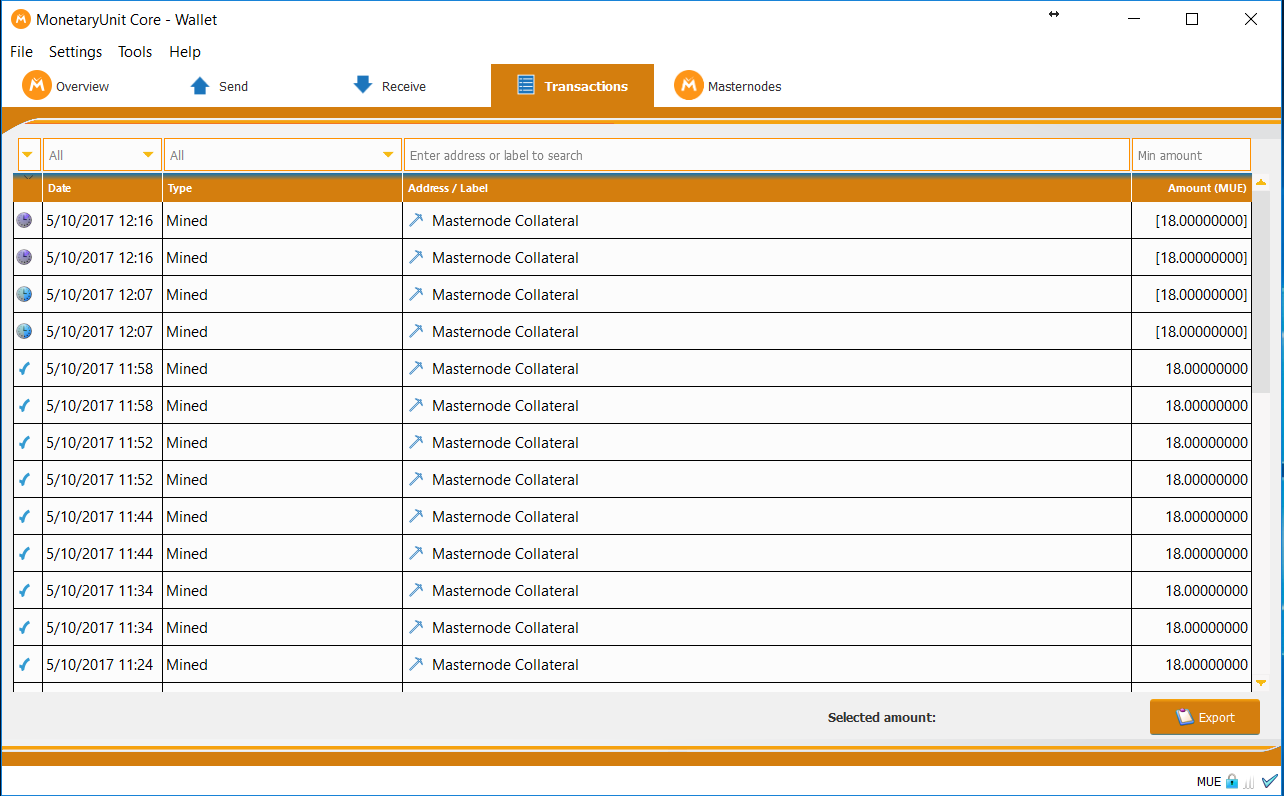 MonetaryUnit Core - Wallet
File Settings Tools Help
Overview Send Receive Transactions Masternodes
All All Enter address or label to search Min amount
Date Type Address / Label Amount (MUE)
5/10/2017 12:16 Mined Masternode Collateral [18.00000000]
5/10/2017 12:16 Mined Masternode Collateral [18.00000000]
5/10/2017 12:07 Mined Masternode Collateral [18.00000000]
5/10/2017 12:07 Mined Masternode Collateral [18.00000000]
5/10/2017 11:58 Mined Masternode Collateral 18.00000000
5/10/2017 11:58 Mined Masternode Collateral 18.00000000
5/10/2017 11:52 Mined Masternode Collateral 18.00000000
5/10/2017 11:52 Mined Masternode Collateral 18.00000000
5/10/2017 11:44 Mined Masternode Collateral 18.00000000
5/10/2017 11:44 Mined Masternode Collateral 18.00000000
5/10/2017 11:34 Mined Masternode Collateral 18.00000000
5/10/2017 11:34 Mined Masternode Collateral 18.00000000
5/10/2017 11:24 Mined Masternode Collateral 18.00000000
Selected amount: Export
MUE